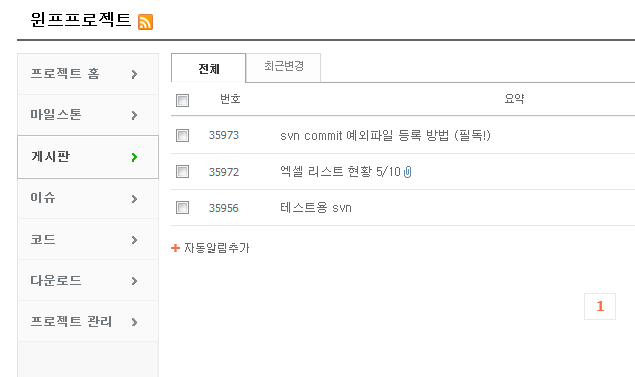 윈프프로젝트
프로젝트 홈
마일스톤
게시판
이슈
코드
다운로드
프로젝트 관리
전체 최근변경
번호 요약
35973 svn commit 예외파일 등록 방법 (필독!)
35972 엑셀 리스트 현황 5/10
35956 테스트용 svn
+ 자동알림추가
1